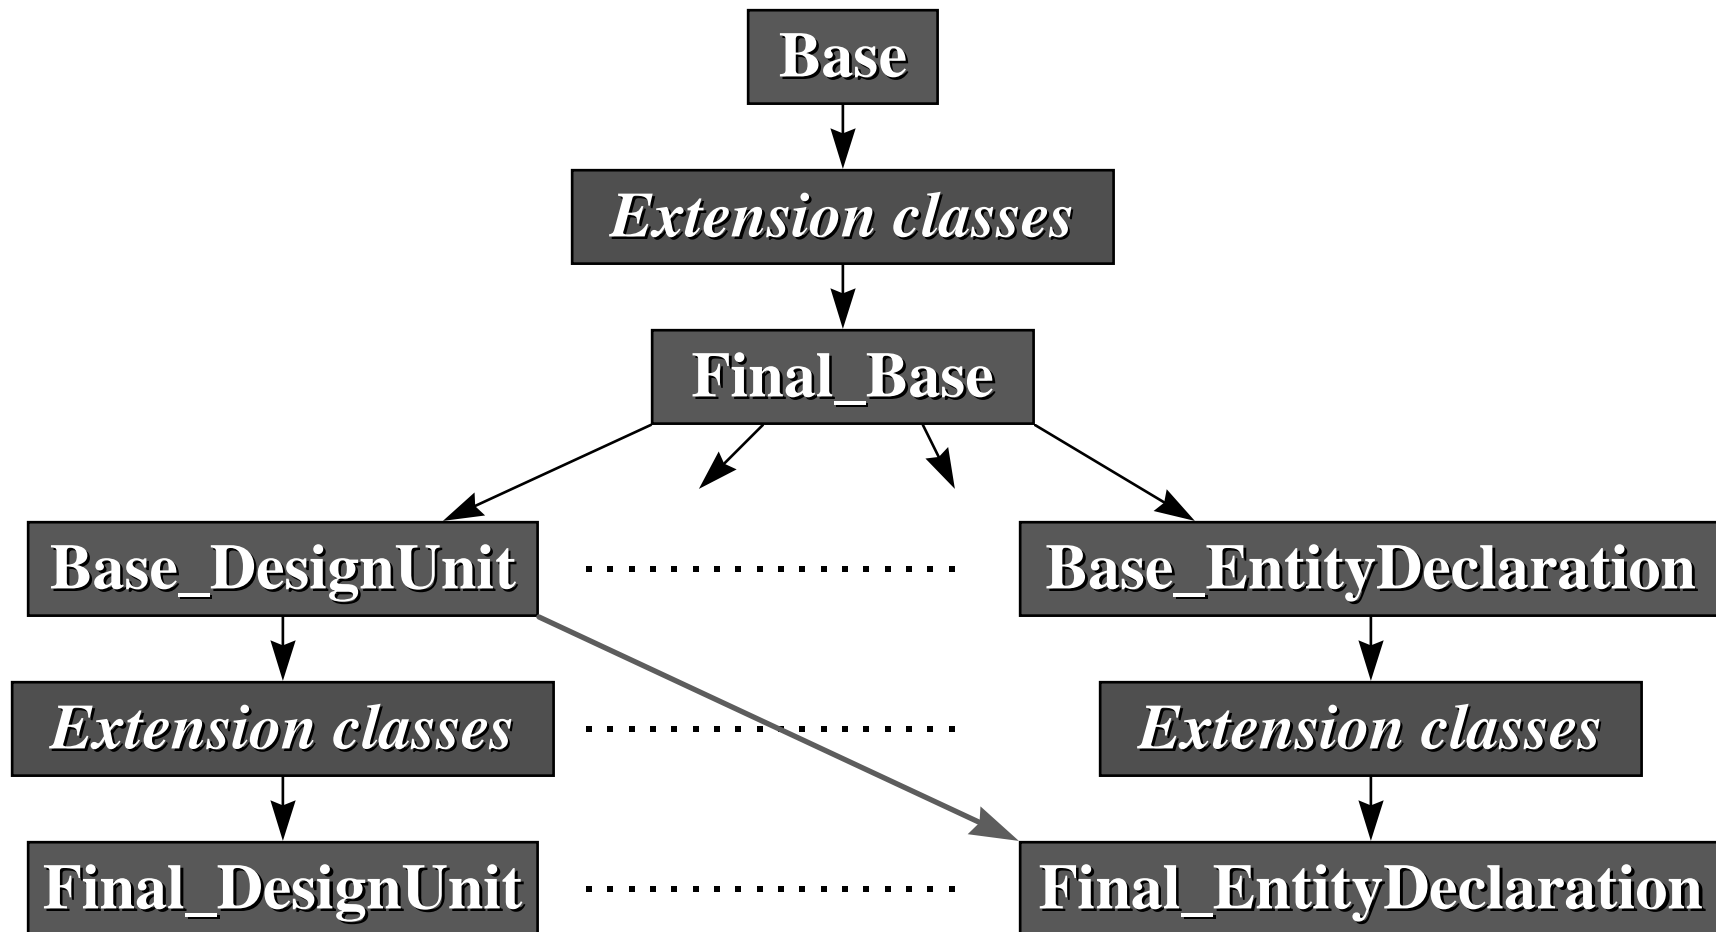 Base
Extension classes
Final_Base
Base_DesignUnit
Base_EntityDeclaration
Extension classes
Extension classes
Final_DesignUnit
Final_EntityDeclaration